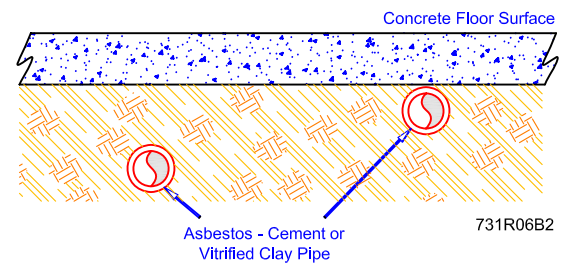 Concrete Floor Surface
731R06B2
Asbestos - Cement or
Vitrified Clay Pipe